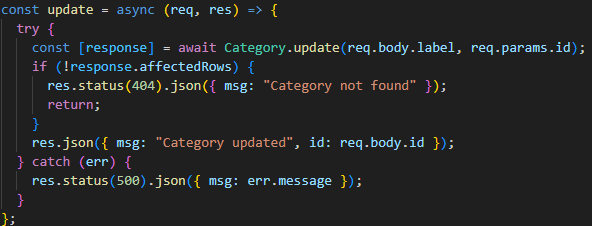 const update = async (req, res) => {
  try {
    const [response] = await Category.update(req.body.label, req.params.id);
    if (!response.affectedRows) {
      res.status(404).json({ msg: "Category not found" });
      return;
    }
    res.json({ msg: "Category updated", id: req.body.id });
  } catch (err) {
    res.status(500).json({ msg: err.message });
  }
};